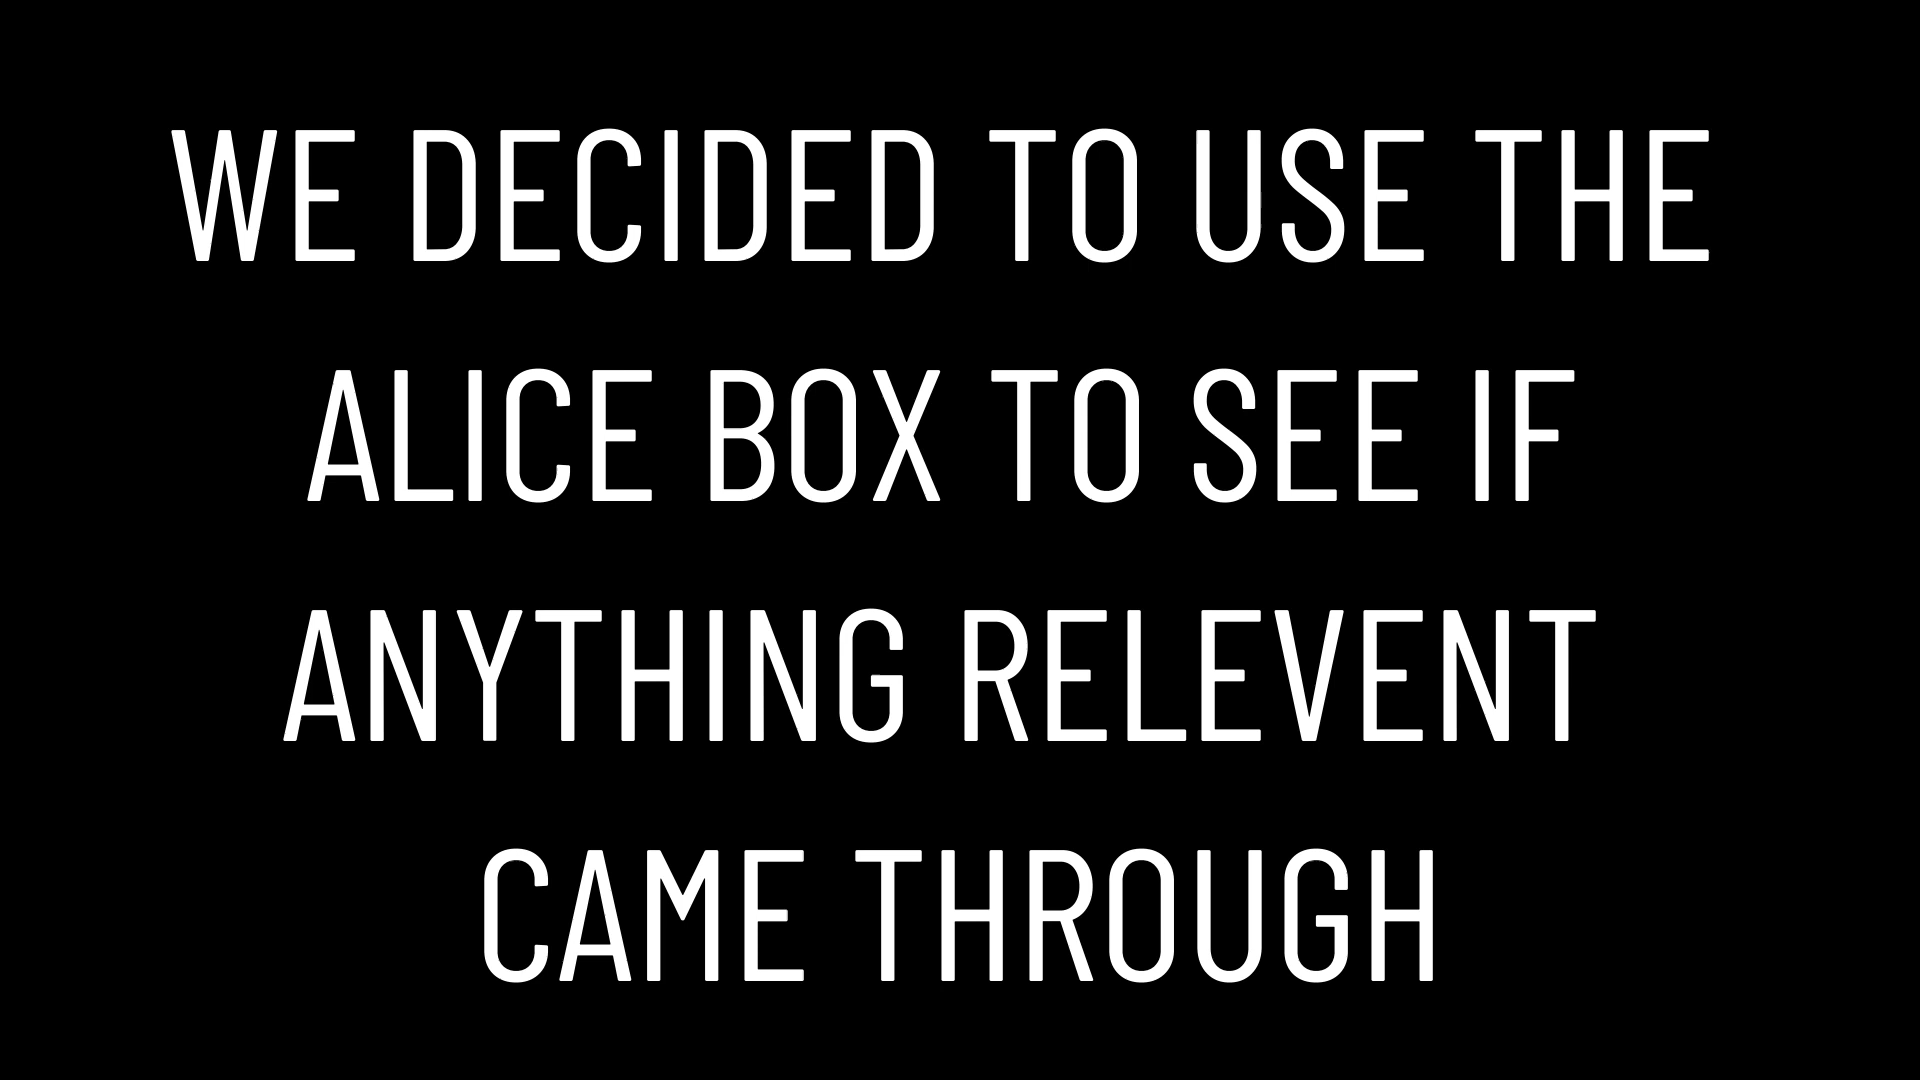 WE DECIDED TO USE THE
ALICE BOX TO SEE IF
ANYTHING RELEVENT
CAME THROUGH